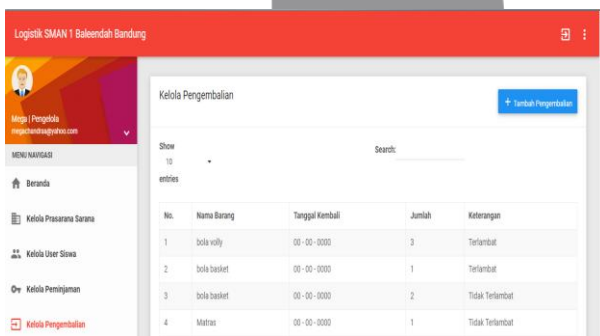 Logistik SMAN 1 Baleendah Bandung
Mega | Pengelola
megachandraa@yahoo.com
MENU NAVIGASI
Beranda
Kelola Prasarana Sarana
Kelola User Siswa
Kelola Peminjaman
Kelola Pengembalian
Kelola Pengembalian
+ Tambah Pengembalian
Show
10
entries
Search:
No. Nama Barang Tanggal Kembali Jumlah Keterangan
1 bola volly 00 - 00 - 0000 3 Terlambat
2 bola basket 00 - 00 - 0000 1 Terlambat
3 bola basket 00 - 00 - 0000 2 Tidak Terlambat
4 Matras 00 - 00 - 0000 1 Tidak Terlambat